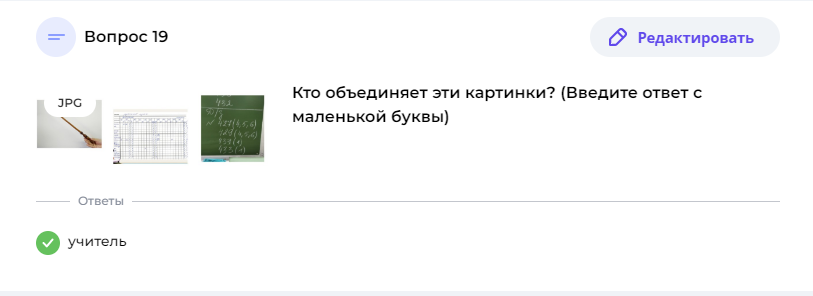 Вопрос 19
Редактировать
JPG
Кто объединяет эти картинки? (Введите ответ с
маленькой буквы)
Ответы
учитель